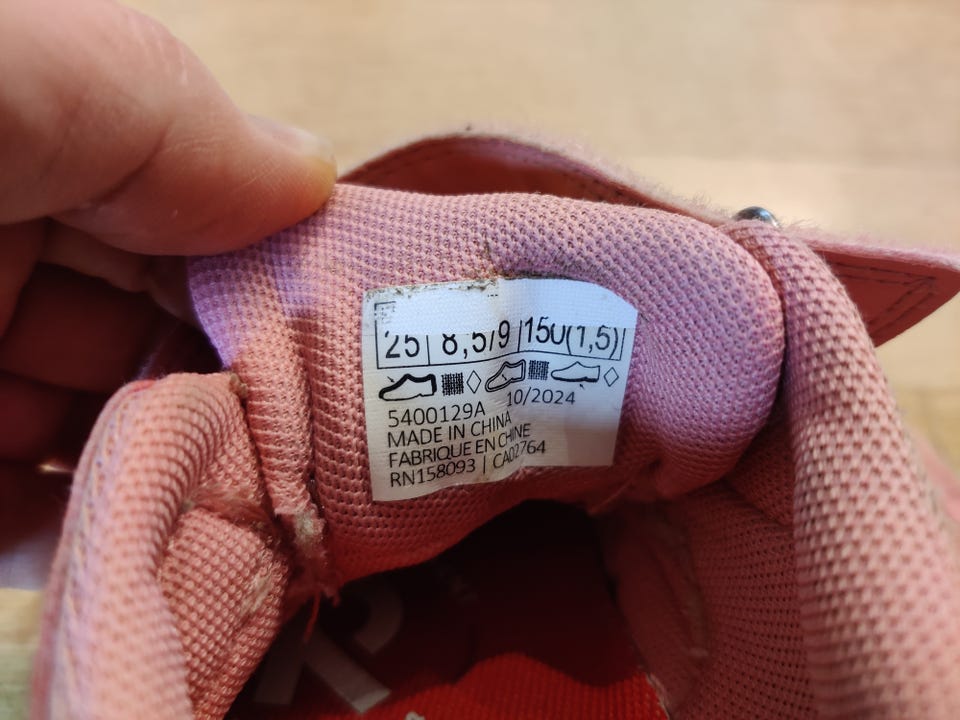 25 8,5/9 150(1,5)
10/2024
5400129A
MADE IN CHINA
FABRIQUE EN CHINE
RN158093 | CA02764